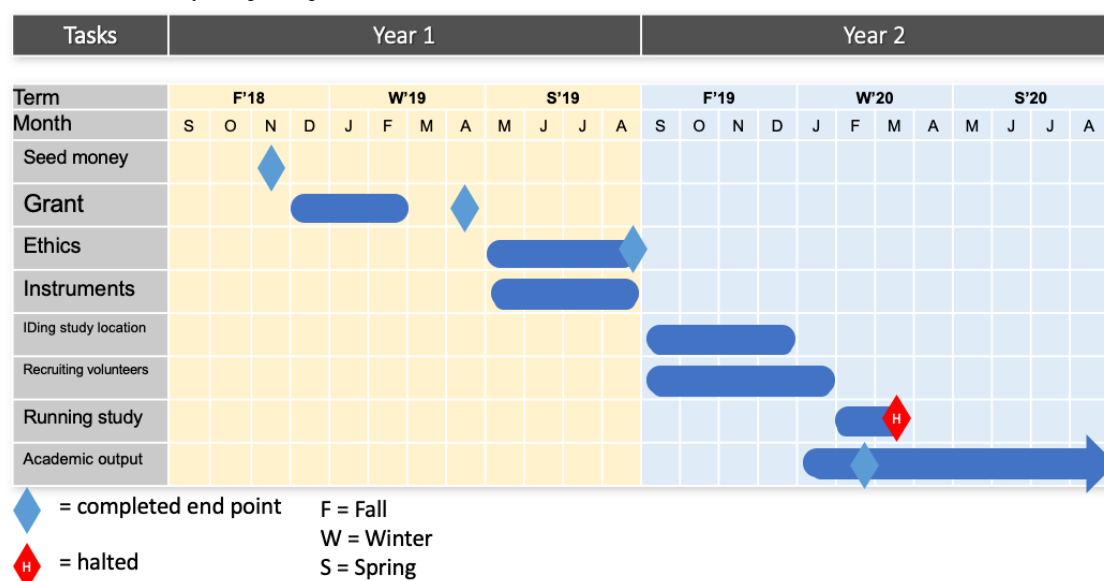 Tasks Year 1 Year 2
Term F'18 W'19 S'19 F'19 W'20 S'20
Month S O N D J F M A M J J A S O N D J F M A M J J A
Seed money
Grant
Ethics
Instruments
IDing study location
Recruiting volunteers
Running study H
Academic output
= completed end point F = Fall
W = Winter
H = halted S = Spring